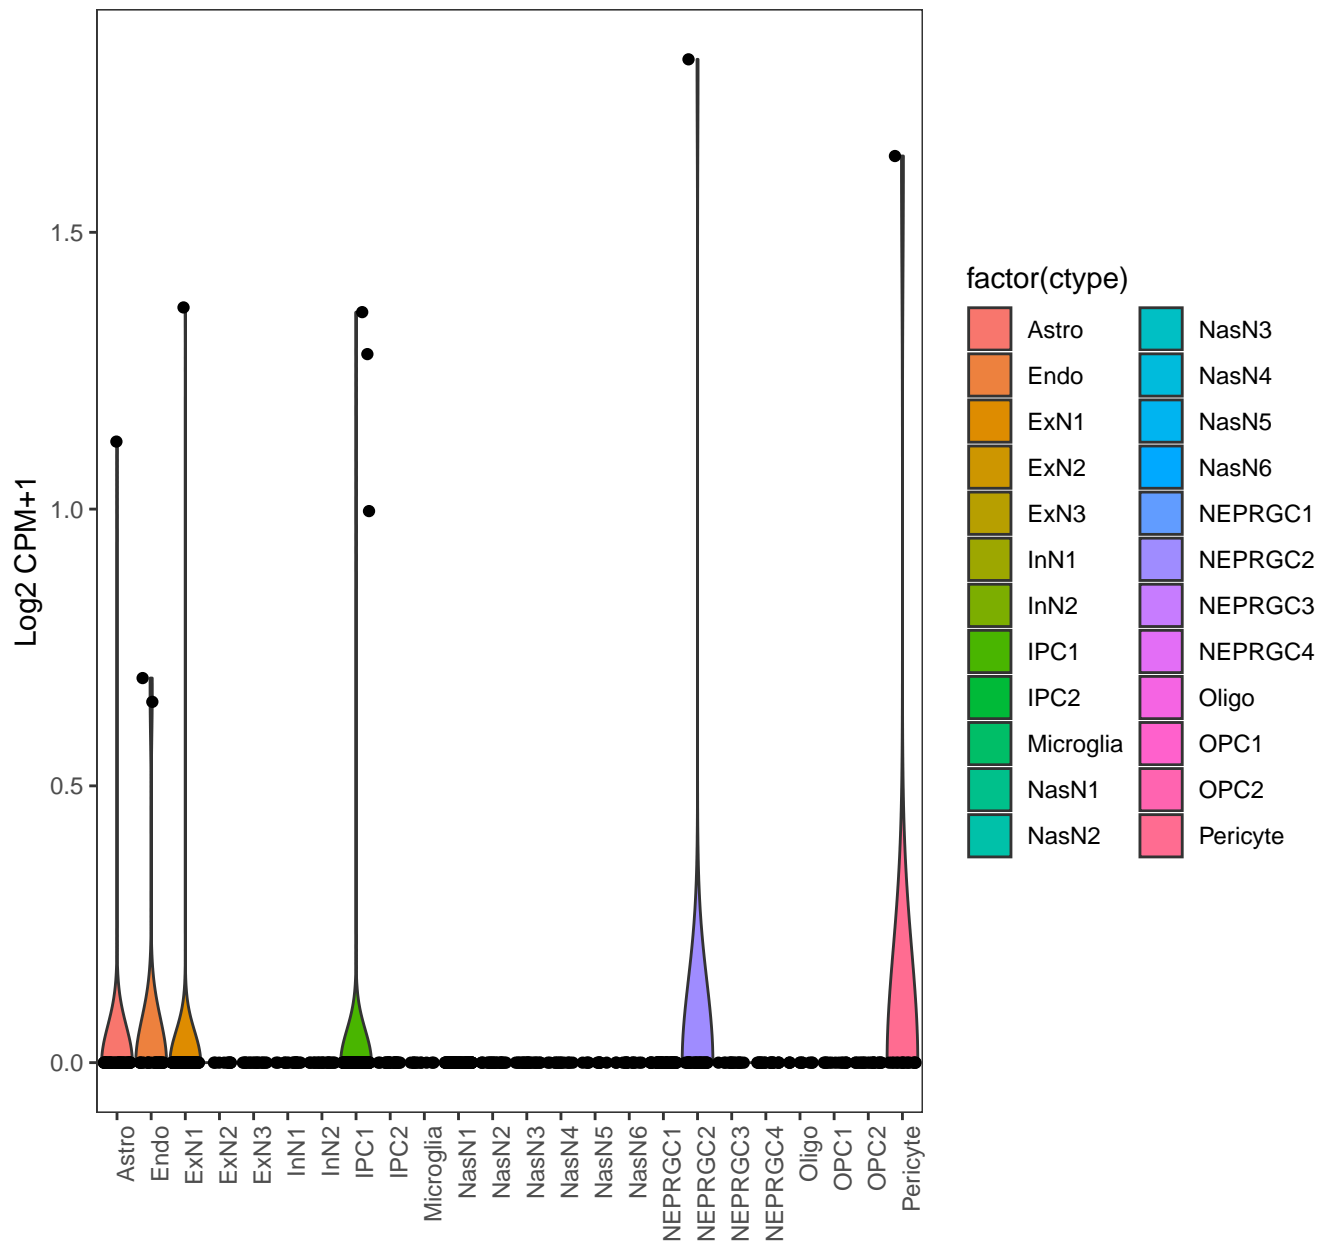 Log2 CPM+1
1.5
1.0
0.5
0.0
Astro
Endo
ExN1
ExN2
ExN3
InN1
InN2
IPC1
IPC2
Microglia
NasN1
NasN2
NasN3
NasN4
NasN5
NasN6
NEPRGC1
NEPRGC2
NEPRGC3
NEPRGC4
Oligo
OPC1
OPC2
Pericyte
factor(ctype)
Astro
Endo
ExN1
ExN2
ExN3
InN1
InN2
IPC1
IPC2
Microglia
NasN1
NasN2
NasN3
NasN4
NasN5
NasN6
NEPRGC1
NEPRGC2
NEPRGC3
NEPRGC4
Oligo
OPC1
OPC2
Pericyte